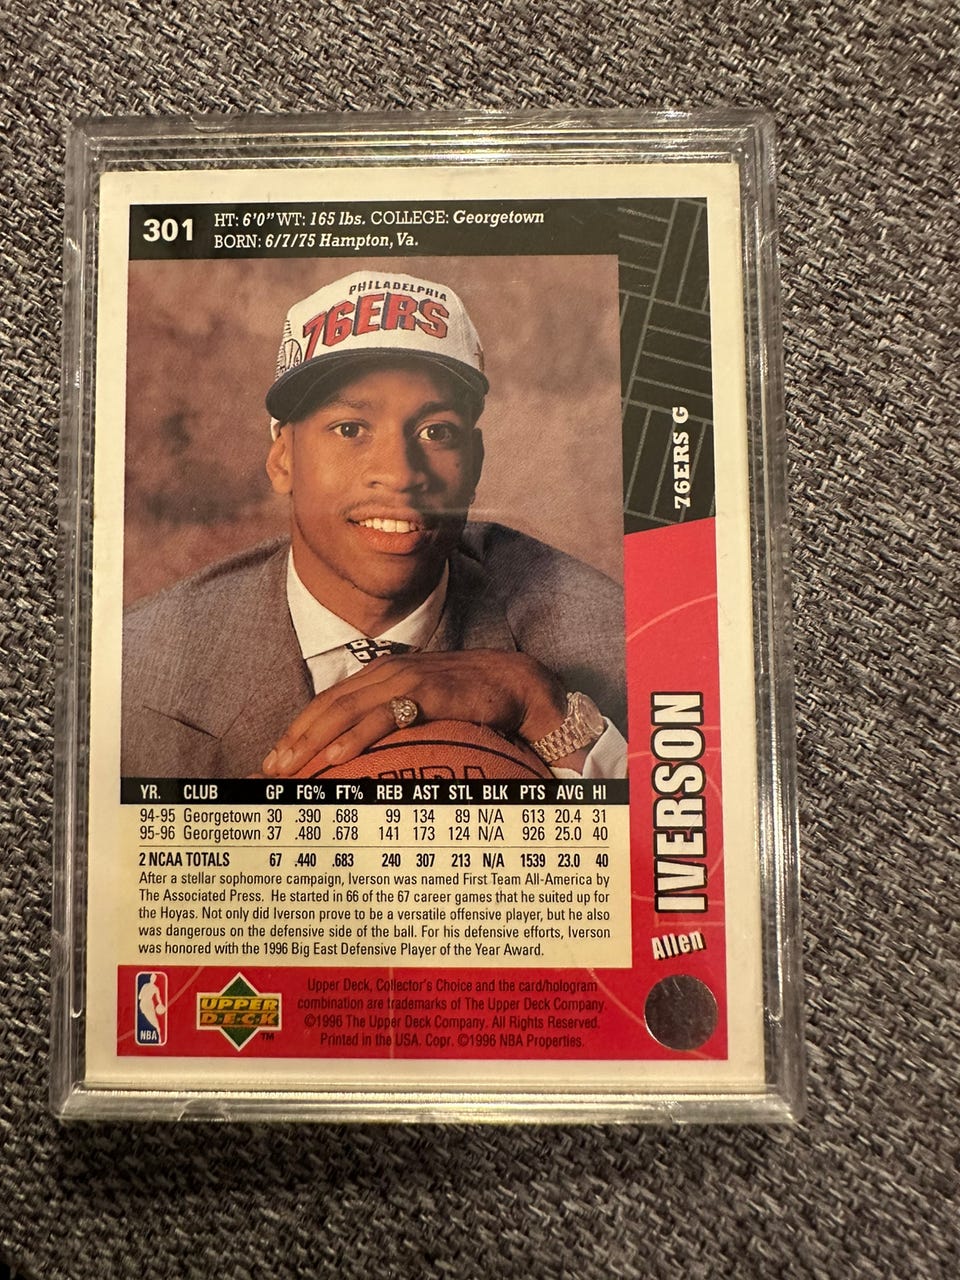 301
HT: 6'0" WT: 165 lbs. COLLEGE: Georgetown
BORN: 6/7/75 Hampton, Va.
PHILADELPHIA
76ERS
76ERS G
NBA
YR. CLUB GP FG% FT% REB AST STL BLK PTS AVG HI
94-95 Georgetown 30 .390 .688 99 134 89 N/A 613 20.4 31
95-96 Georgetown 37 .480 .678 141 173 124 N/A 926 25.0 40
2 NCAA TOTALS 67 .440 .683 240 307 213 N/A 1539 23.0 40
After a stellar sophomore campaign, Iverson was named First Team All-America by
The Associated Press. He started in 66 of the 67 career games that he suited up for
the Hoyas. Not only did Iverson prove to be a versatile offensive player, but he also
was dangerous on the defensive side of the ball. For his defensive efforts, Iverson
was honored with the 1996 Big East Defensive Player of the Year Award.
Allen
IVERSON
NBA
UPPER
DECK
TM
Upper Deck, Collector's Choice and the card/hologram
combination are trademarks of The Upper Deck Company.
©1996 The Upper Deck Company. All Rights Reserved.
Printed in the USA. Copr. ©1996 NBA Properties.